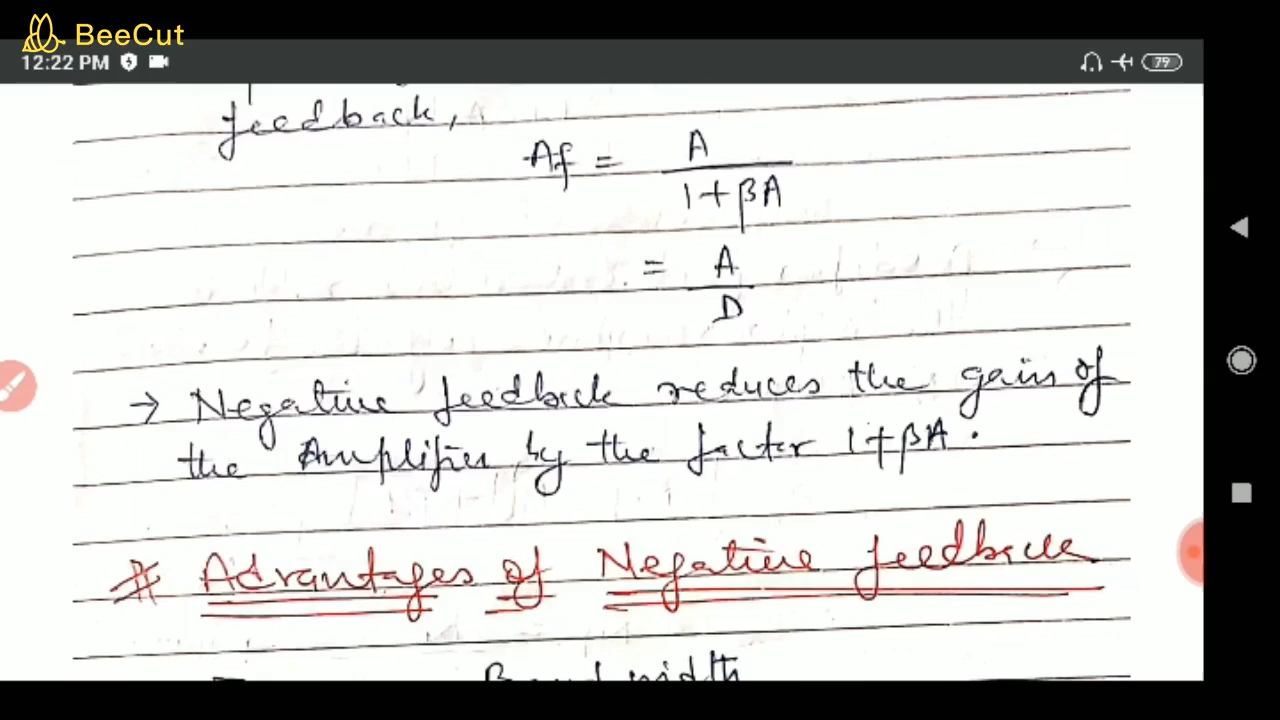 BeeCut
12:22 PM
79
feedback,
Af = A
1+βA
= A
D
→ Negative feedback reduces the gain of
the Amplifier by the factor 1+βA.
# Advantages of Negative feedback
Bandwidth